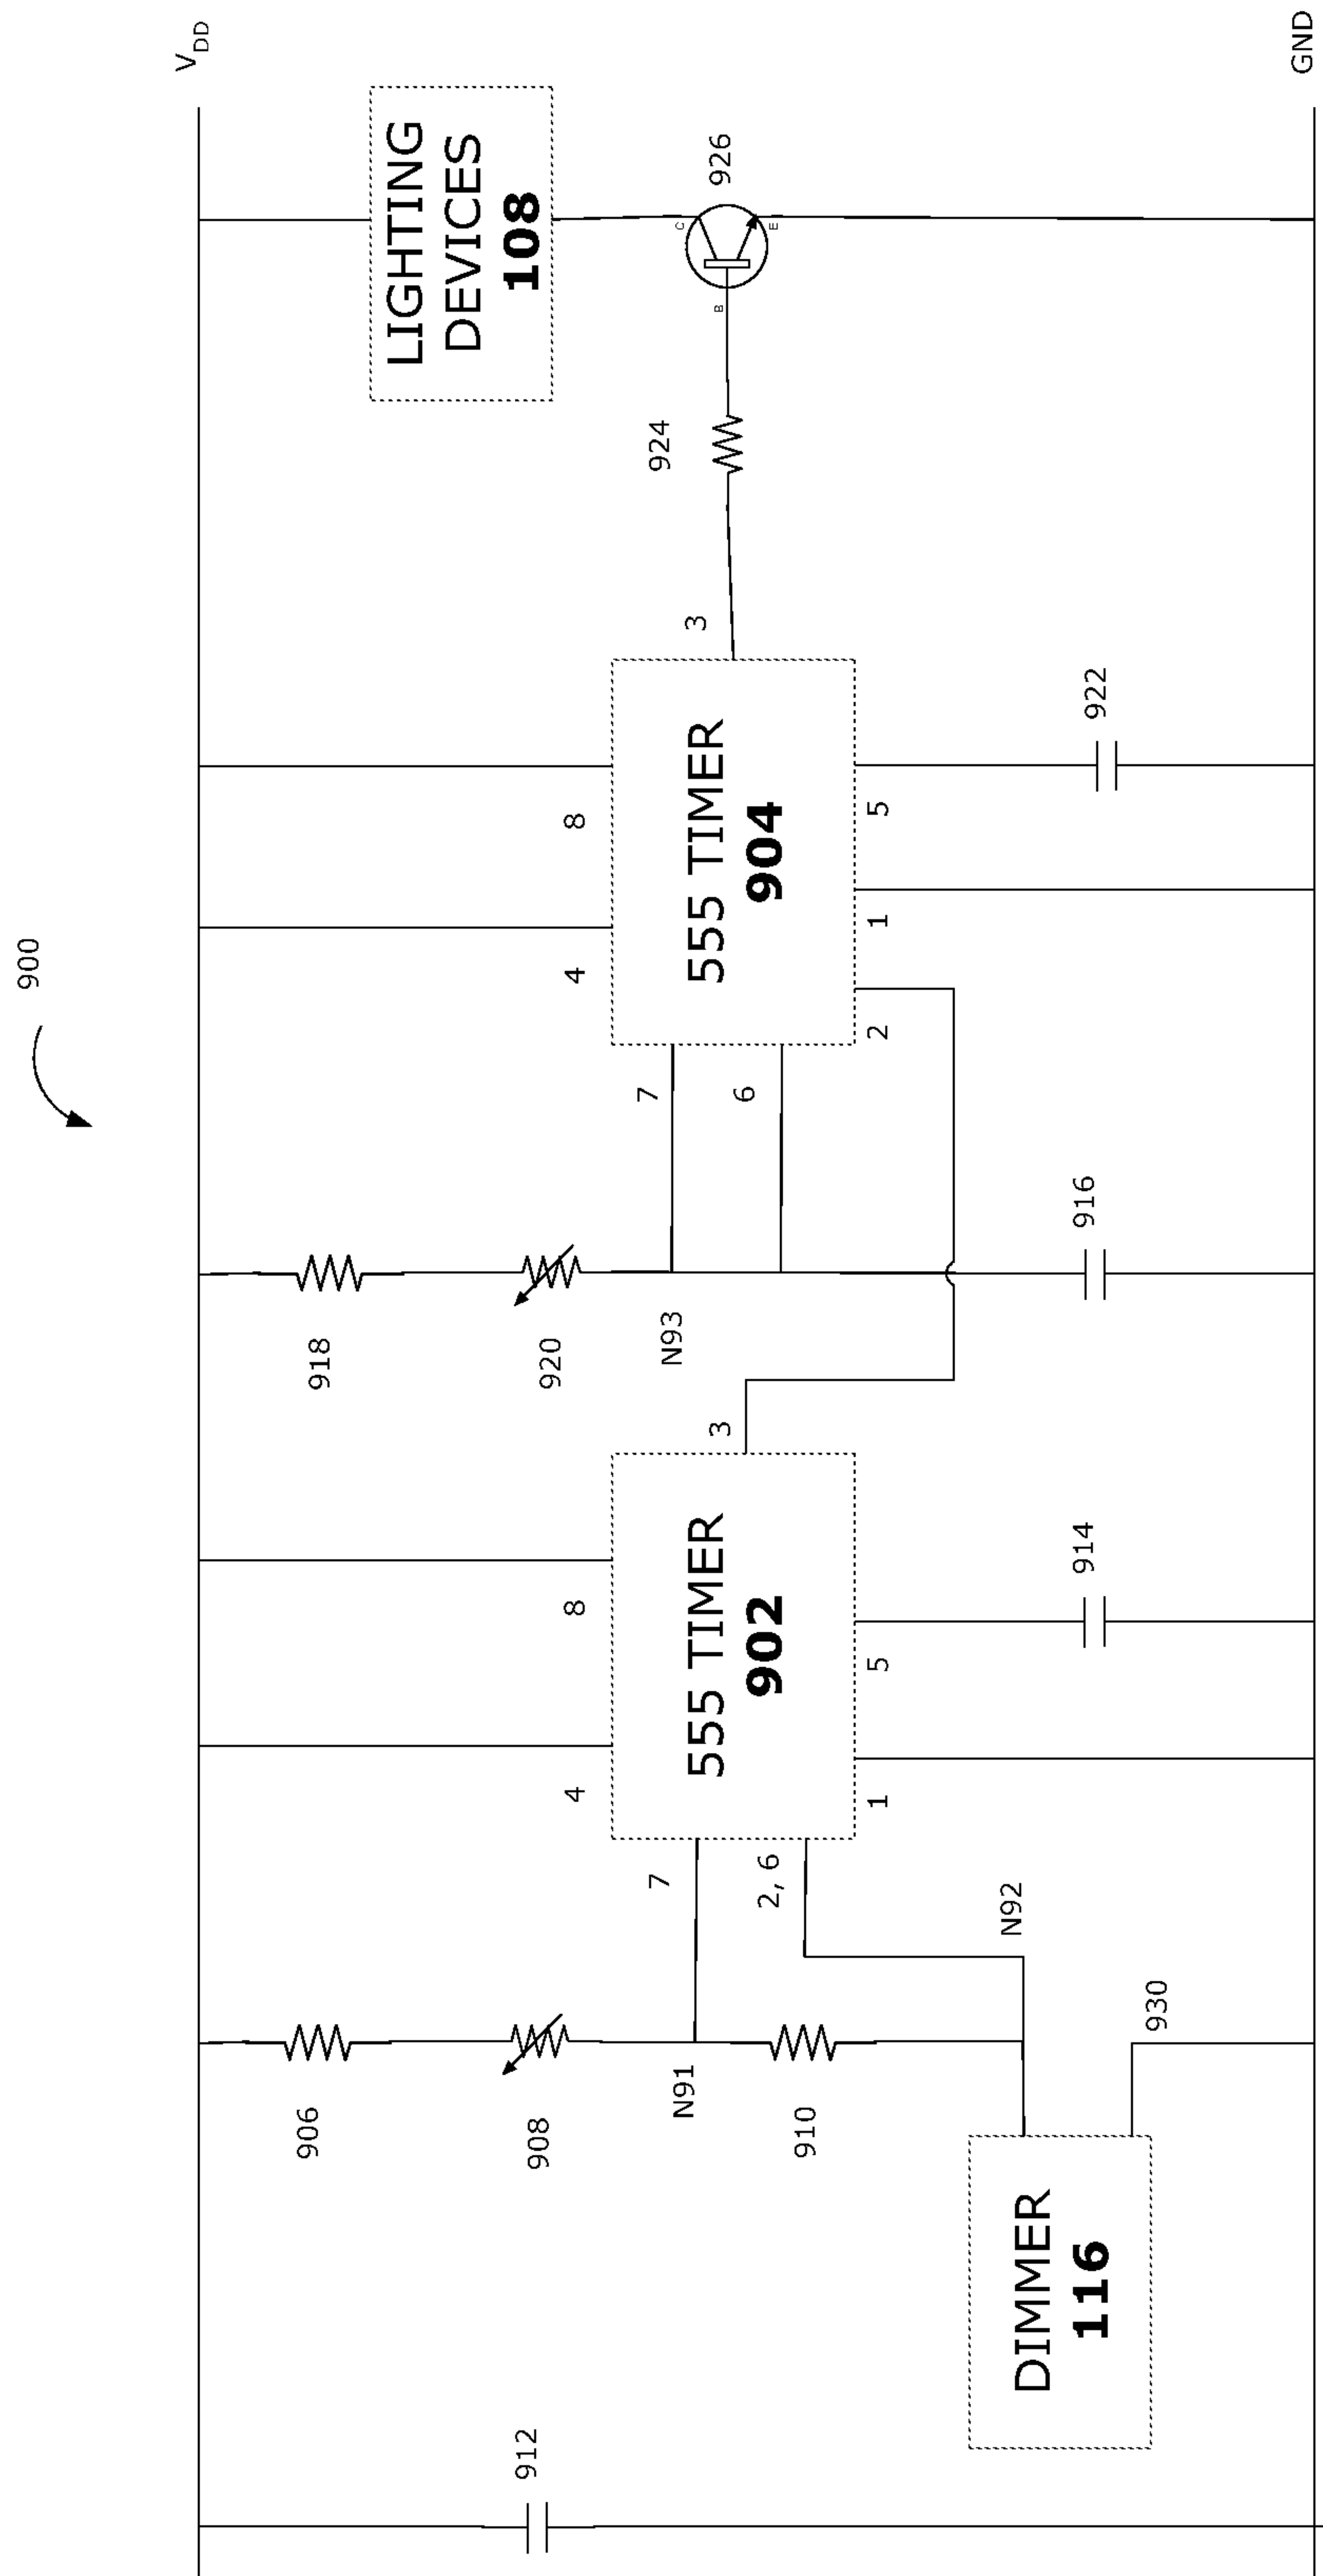 900
V_DD
912
906
908
N91
910
N92
930
DIMMER
116
4
8
7
2, 6
1
5
3
555 TIMER
902
914
918
920
N93
916
4
8
7
6
2
1
5
3
555 TIMER
904
922
924
B
C
E
926
LIGHTING
DEVICES
108
GND